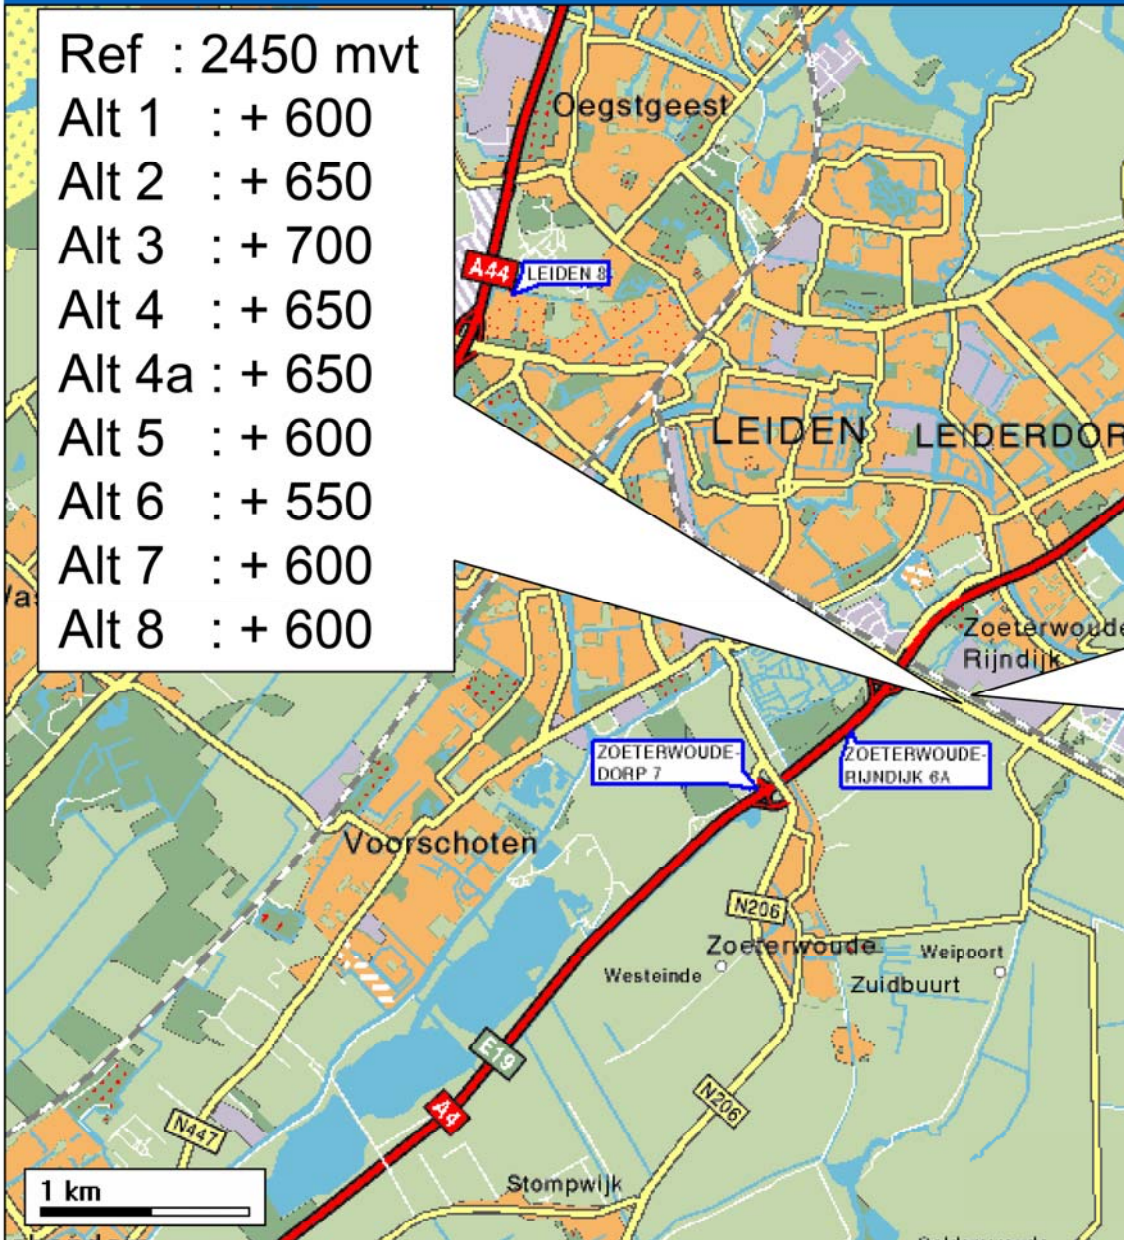 Ref : 2450 mvt
Alt 1 : + 600
Alt 2 : + 650
Alt 3 : + 700
Alt 4 : + 650
Alt 4a : + 650
Alt 5 : + 600
Alt 6 : + 550
Alt 7 : + 600
Alt 8 : + 600
Oegstgeest
A44
LEIDEN 8
LEIDEN
LEIDERDOR
Zoeterwoude
Rijndijk
ZOETERWOUDE-
DORP 7
ZOETERWOUDE-
RIJNDIJK 6A
Voorschoten
N206
Zoeterwoude
Weipoort
Westeinde
Zuidbuurt
E19
A4
N206
N447
Stompwijk
1 km